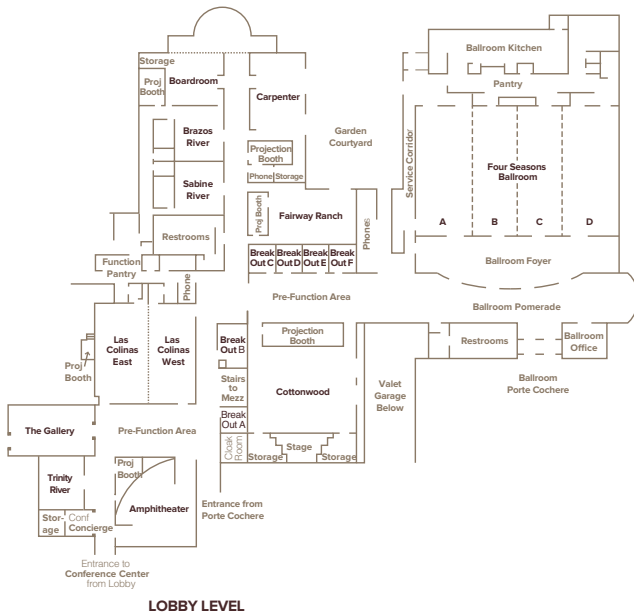 Ballroom Kitchen
Storage
Proj
Booth
Boardroom
Pantry
Carpenter
Brazos
River
Garden
Courtyard
Service Corridor
Projection
Booth
Four Seasons
Ballroom
Sabine
River
Phone
Storage
Proj Booth
Fairway Ranch
A
B
C
D
Restrooms
Phones
Function
Pantry
Break
Out C
Break
Out D
Break
Out E
Break
Out F
Ballroom Foyer
Phone
Pre-Function Area
Ballroom Pomerade
Las
Colinas
East
Las
Colinas
West
Break
Out B
Projection
Booth
Restrooms
Ballroom
Office
Proj
Booth
Stairs
to
Mezz
Cottonwood
Valet
Garage
Below
Ballroom
Porte Cochere
Break
Out A
The Gallery
Pre-Function Area
Cloak
Room
Stage
Storage
Storage
Proj
Booth
Trinity
River
Amphitheater
Entrance from
Porte Cochere
Stor-
age
Conf
Concierge
Entrance to
Conference Center
from Lobby
LOBBY LEVEL